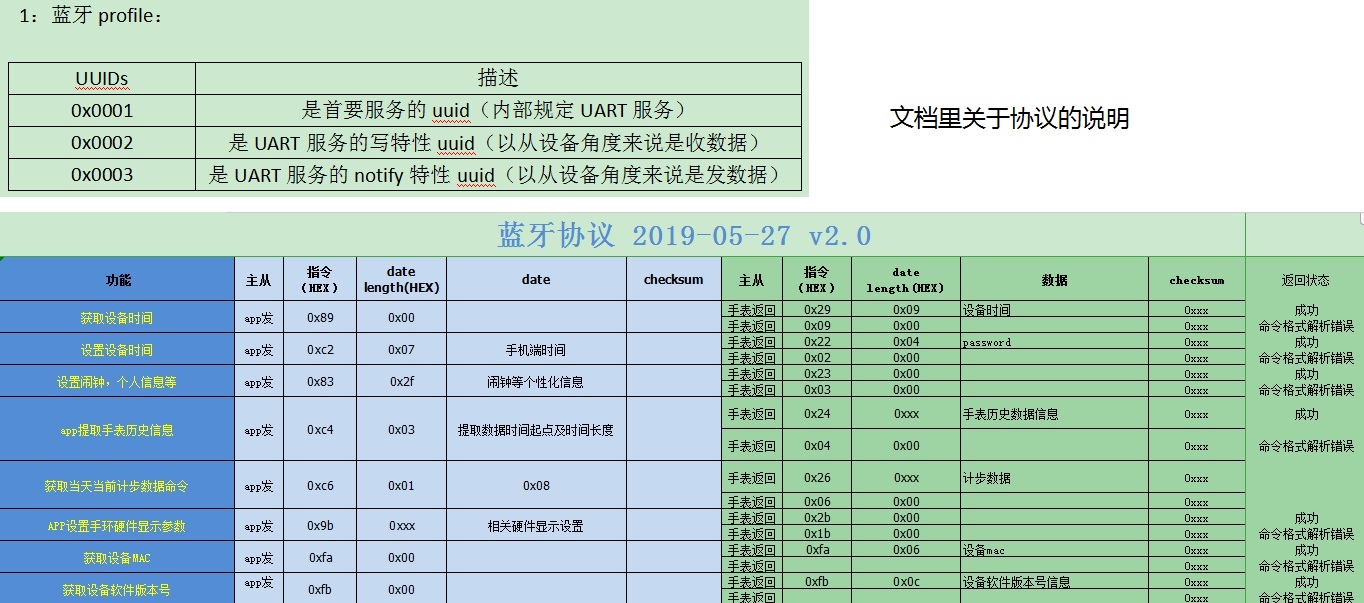 1：蓝牙 profile：
UUIDs 描述
0x0001 是首要服务的 uuid（内部规定 UART 服务）
0x0002 是 UART 服务的写特性 uuid（以从设备角度来说是收数据）
0x0003 是 UART 服务的 notify 特性 uuid（以从设备角度来说是发数据）
文档里关于协议的说明
蓝牙协议 2019-05-27 v2.0
功能 主从 指令（HEX） date length(HEX) date checksum 主从 指令（HEX） date length(HEX) 数据 checksum 返回状态
获取设备时间 app发 0x89 0x00 手表返回 0x29 0x09 设备时间 0xxx 成功
手表返回 0x09 0x00 0xxx 命令格式解析错误
设置设备时间 app发 0xc2 0x07 手机端时间 手表返回 0x22 0x04 password 0xxx 成功
手表返回 0x02 0x00 0xxx 命令格式解析错误
设置闹钟，个人信息等 app发 0x83 0x2f 闹钟等个性化信息 手表返回 0x23 0x00 0xxx 成功
手表返回 0x03 0x00 0xxx 命令格式解析错误
app提取手表历史信息 app发 0xc4 0x03 提取数据时间起点及时间长度 手表返回 0x24 0xxx 手表历史数据信息 0xxx 成功
手表返回 0x04 0x00 0xxx 命令格式解析错误
获取当天当前计步数据命令 app发 0xc6 0x01 0x08 手表返回 0x26 0xxx 计步数据 0xxx
手表返回 0x06 0x00 0xxx
APP设置手环硬件显示参数 app发 0x9b 0xxx 相关硬件显示设置 手表返回 0x2b 0x00 0xxx 成功
手表返回 0x1b 0x00 0xxx 命令格式解析错误
获取设备MAC app发 0xfa 0x00 手表返回 0xfa 0x06 设备mac 0xxx 成功
手表返回 0xxx 命令格式解析错误
获取设备软件版本号 app发 0xfb 0x00 手表返回 0xfb 0x0c 设备软件版本号信息 0xxx 成功
手表返回 0xxx 命令格式解析错误